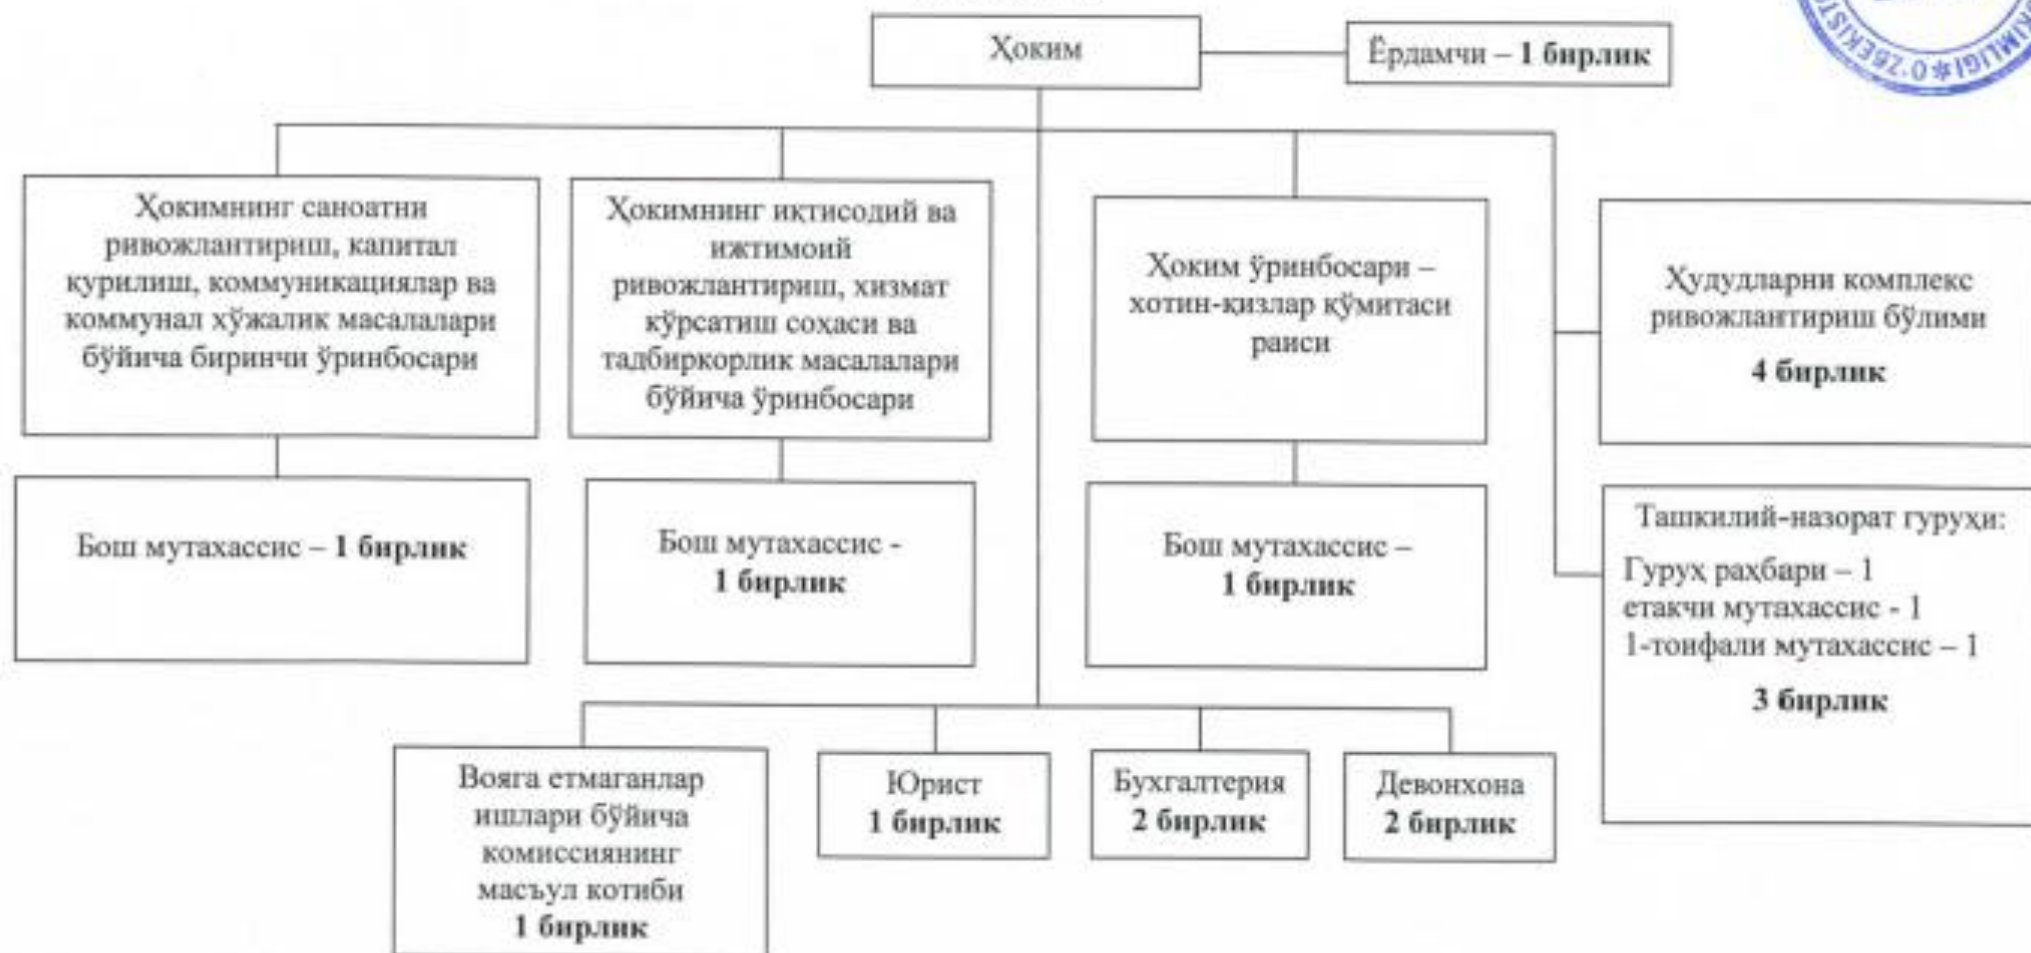 Ҳоким
Ёрдамчи – 1 бирлик
O'ZBEKISTO
Ҳокимнинг саноатни
ривожлантириш, капитал
қурилиш, коммуникациялар ва
коммунал хўжалик масалалари
бўйича биринчи ўринбосари
Ҳокимнинг иқтисодий ва
ижтимоий
ривожлантириш, хизмат
кўрсатиш соҳаси ва
тадбиркорлик масалалари
бўйича ўринбосари
Ҳоким ўринбосари –
хотин-қизлар қўмитаси
раиси
Ҳудудларни комплекс
ривожлантириш бўлими
4 бирлик
Бош мутахассис – 1 бирлик
Бош мутахассис -
1 бирлик
Бош мутахассис –
1 бирлик
Ташкилий-назорат гуруҳи:
Гуруҳ раҳбари – 1
етакчи мутахассис - 1
1-тоифали мутахассис – 1
3 бирлик
Вояга етмаганлар
ишлари бўйича
комиссиянинг
масъул котиби
1 бирлик
Юрист
1 бирлик
Бухгалтерия
2 бирлик
Девонхона
2 бирлик